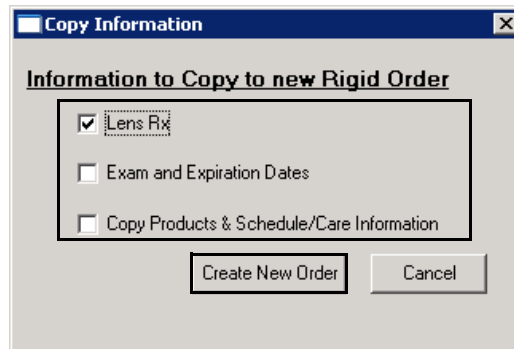 Copy Information
Information to Copy to new Rigid Order
Lens Rx
Exam and Expiration Dates
Copy Products & Schedule/Care Information
Create New Order Cancel